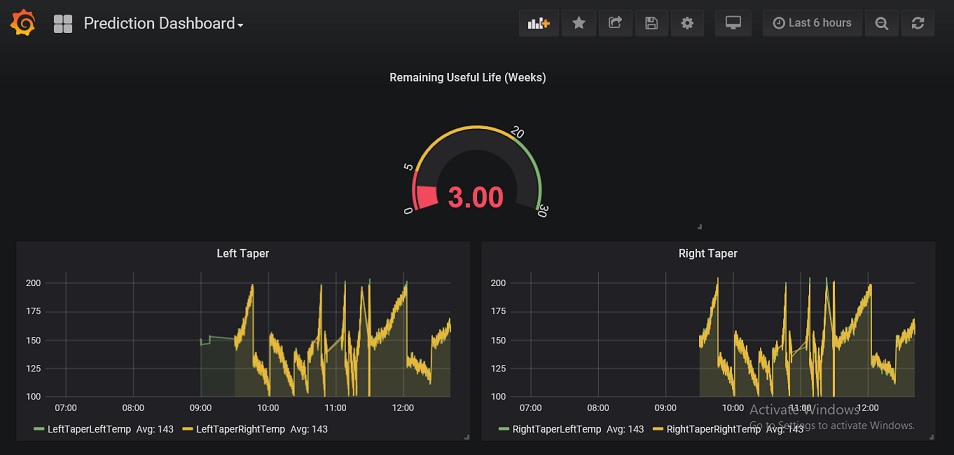 Prediction Dashboard
Last 6 hours
Remaining Useful Life (Weeks)
0 5 20 30
3.00
Left Taper
200
175
150
125
100
07:00 08:00 09:00 10:00 11:00 12:00
LeftTaperLeftTemp Avg: 143 LeftTaperRightTemp Avg: 143
Right Taper
200
175
150
125
100
07:00 08:00 09:00 10:00 11:00 12:00
RightTaperLeftTemp Avg: 143 RightTaperRightTemp Avg: 143
Activate Windows
Go to Settings to activate Windows.